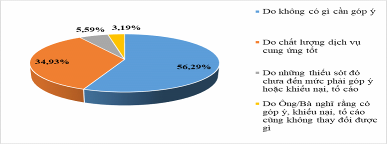 5,59%
3,19%
34,93%
56,29%
Do không có gì cần góp ý
Do chất lượng dịch vụ
cung ứng tốt
Do những thiếu sót đó
chưa đến mức phải góp ý
hoặc khiếu nại, tố cáo
Do Ông/Bà nghĩ rằng có
góp ý, khiếu nại, tố cáo
cũng không thay đổi được
gì